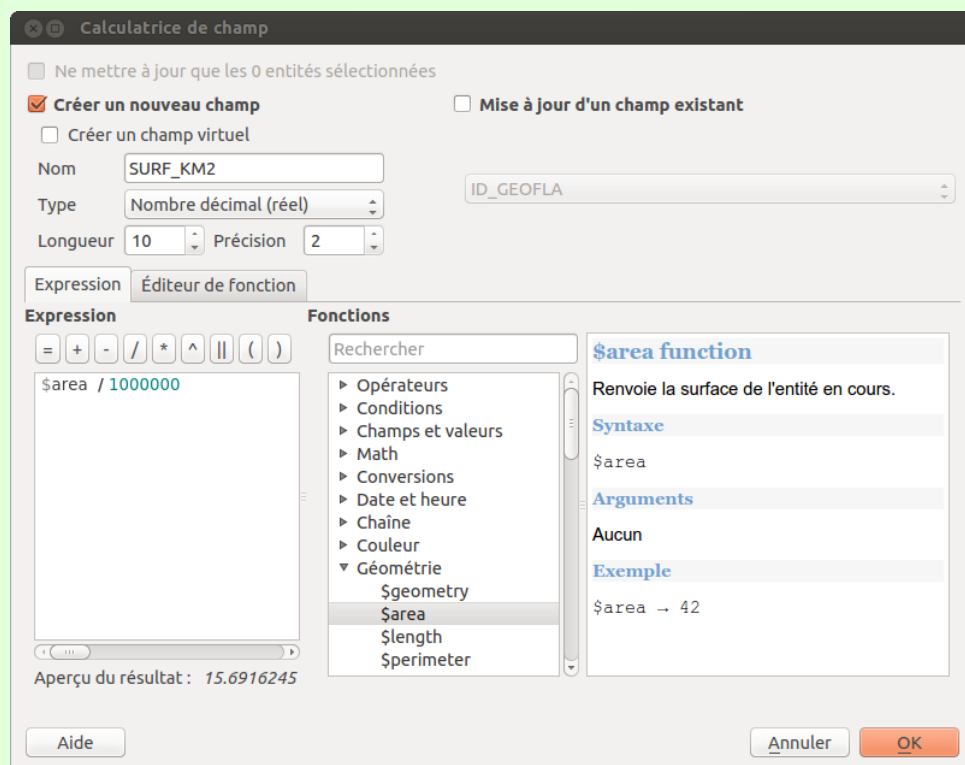 Calculatrice de champ
Ne mettre à jour que les 0 entités sélectionnées
Créer un nouveau champ
Mise à jour d'un champ existant
Créer un champ virtuel
Nom SURF_KM2
ID_GEOFLA
Type Nombre décimal (réel)
Longueur 10 Précision 2
Expression Éditeur de fonction
Expression
= + - / * ^ || ( )
$area / 1000000
Aperçu du résultat : 15.6916245
Fonctions
Rechercher
Opérateurs
Conditions
Champs et valeurs
Math
Conversions
Date et heure
Chaîne
Couleur
Géométrie
$geometry
$area
$length
$perimeter
$area function
Renvoie la surface de l'entité en cours.
Syntaxe
$area
Arguments
Aucun
Exemple
$area → 42
Aide
Annuler
OK